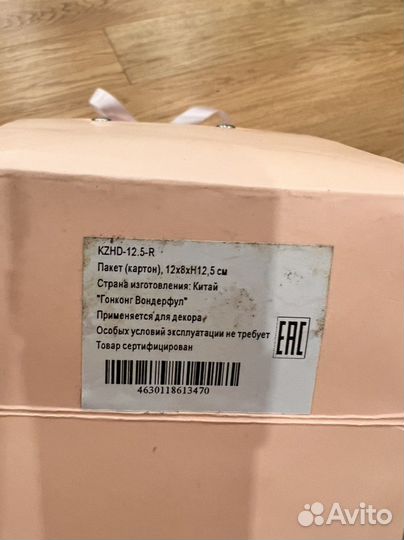 KZHD-12.5-R
Пакет (картон), 12х8хН12,5 см
Страна изготовления: Китай
"Гонконг Вондерфул"
Применяется для декора
Особых условий эксплуатации не требует
Товар сертифицирован
EAC
4630118613470
Avito